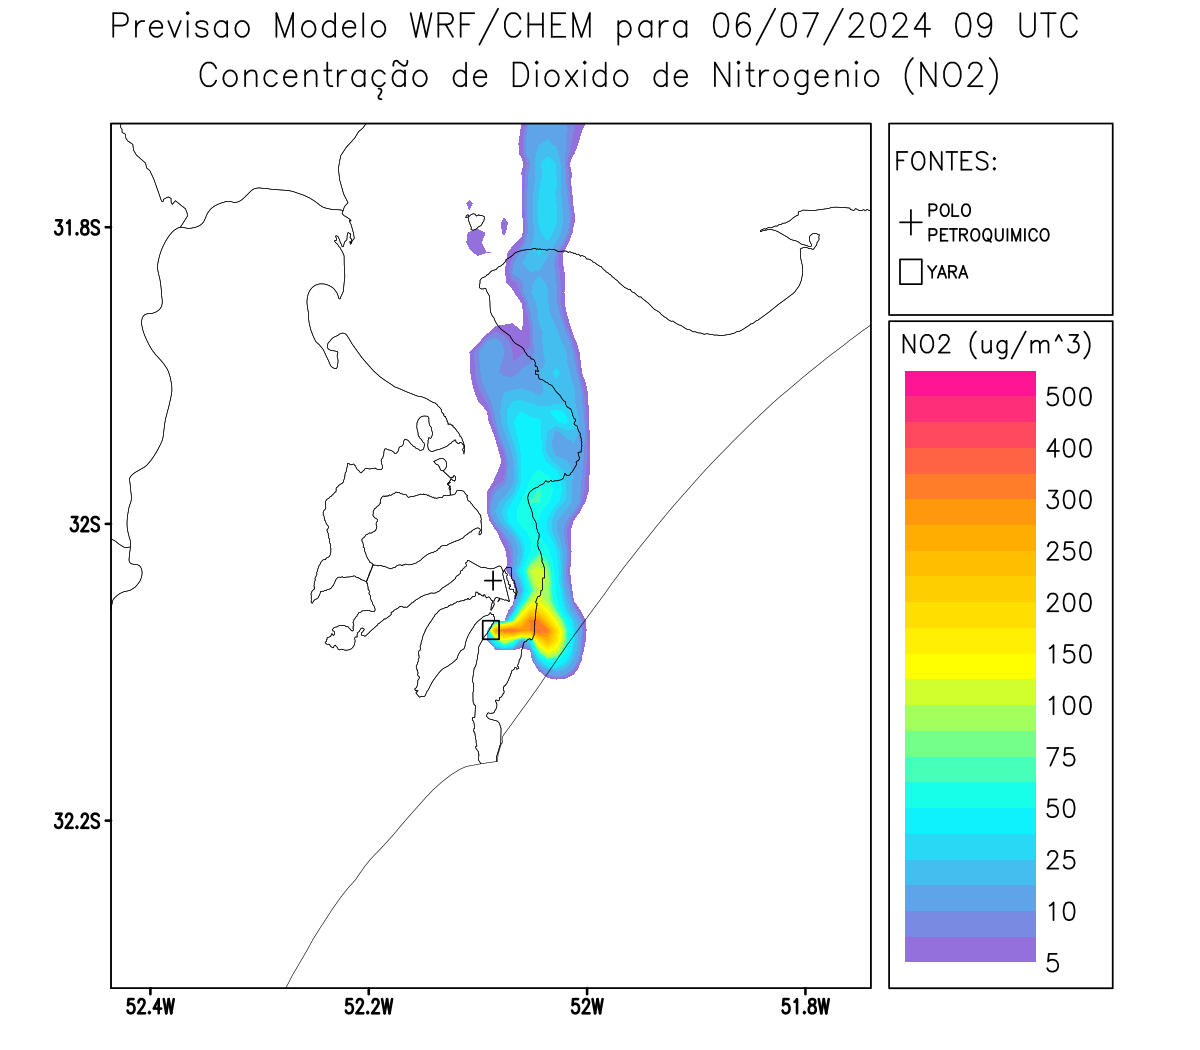 Previsao Modelo WRF/CHEM para 06/07/2024 09 UTC
Concentração de Dioxido de Nitrogenio (NO2)
FONTES:
POLO
PETROQUIMICO
YARA
31.8S
32S
32.2S
52.4W
52.2W
52W
51.8W
NO2 (ug/m^3)
500
400
300
250
200
150
100
75
50
25
10
5